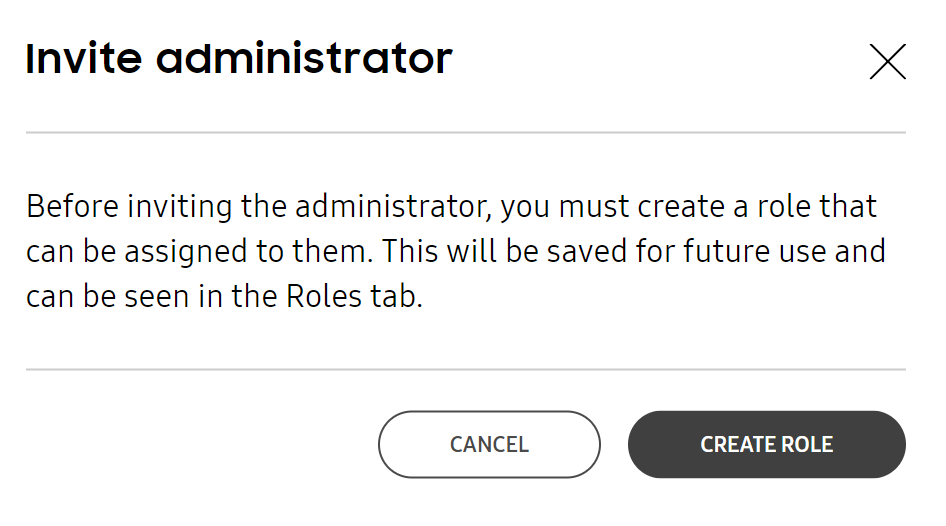 Invite administrator
Before inviting the administrator, you must create a role that
can be assigned to them. This will be saved for future use and
can be seen in the Roles tab.
CANCEL
CREATE ROLE